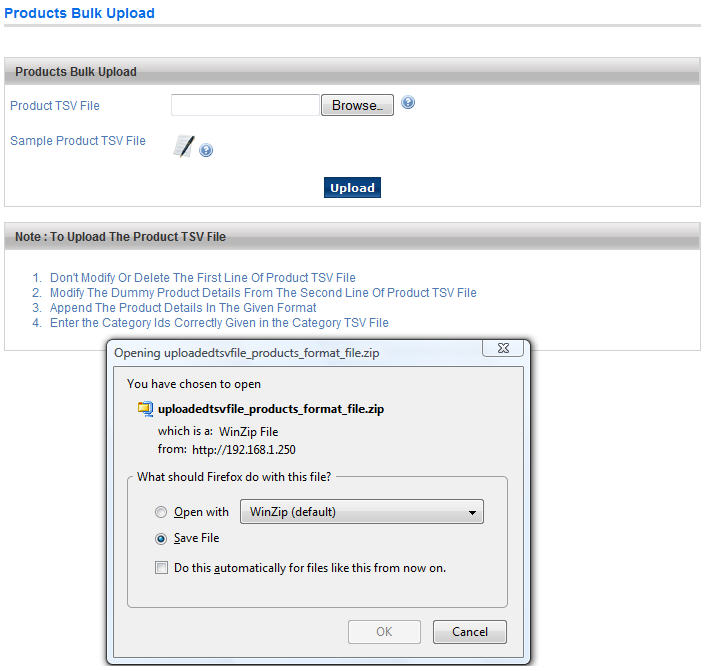 Products Bulk Upload
Products Bulk Upload
Product TSV File
Browse..
Sample Product TSV File
Upload
Note : To Upload The Product TSV File
1. Don't Modify Or Delete The First Line Of Product TSV File
2. Modify The Dummy Product Details From The Second Line Of Product TSV File
3. Append The Product Details In The Given Format
4. Enter the Category Ids Correctly Given in the Category TSV File
Opening uploadedtsvfile_products_format_file.zip
You have chosen to open
uploadedtsvfile_products_format_file.zip
which is a: WinZip File
from: http://192.168.1.250
What should Firefox do with this file?
Open with WinZip (default)
Save File
Do this automatically for files like this from now on.
OK Cancel